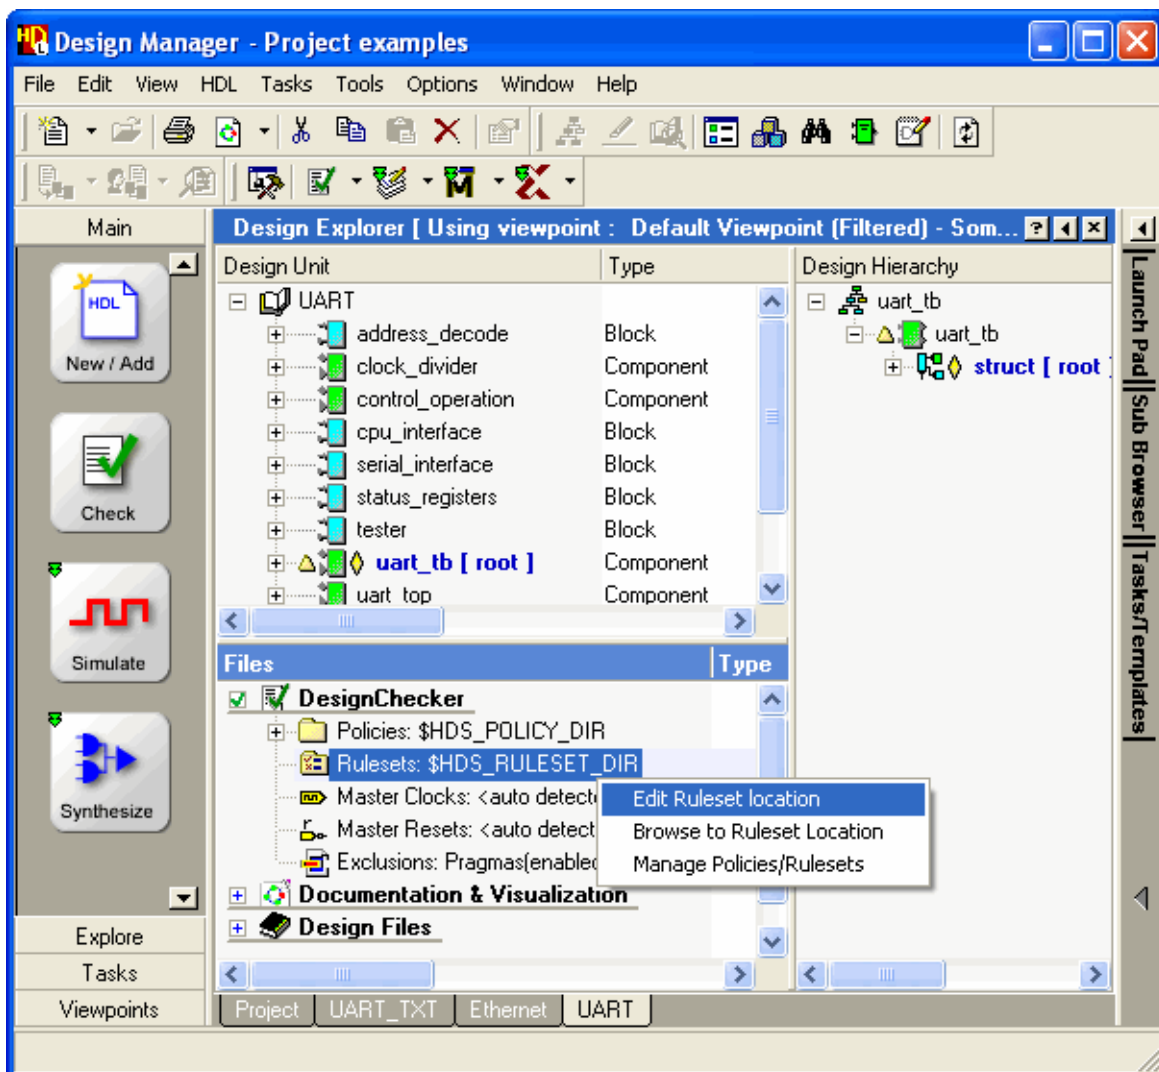 Design Manager - Project examples
File Edit View HDL Tasks Tools Options Window Help
Main
HDL
New / Add
Check
Simulate
Synthesize
Explore
Tasks
Viewpoints
Design Explorer [ Using viewpoint : Default Viewpoint (Filtered) - Som...
Design Unit Type
UART
address_decode Block
clock_divider Component
control_operation Component
cpu_interface Block
serial_interface Block
status_registers Block
tester Block
uart_tb [ root ] Component
uart_top Component
Design Hierarchy
uart_tb
uart_tb
struct [ root ]
Files Type
DesignChecker
Policies: $HDS_POLICY_DIR
Rulesets: $HDS_RULESET_DIR
Master Clocks: <auto detect
Master Resets: <auto detect
Exclusions: Pragmas(enabled
Documentation & Visualization
Design Files
Edit Ruleset location
Browse to Ruleset Location
Manage Policies/Rulesets
Project UART_TXT Ethernet UART
Launch Pad
Sub Browser
Tasks/Templates